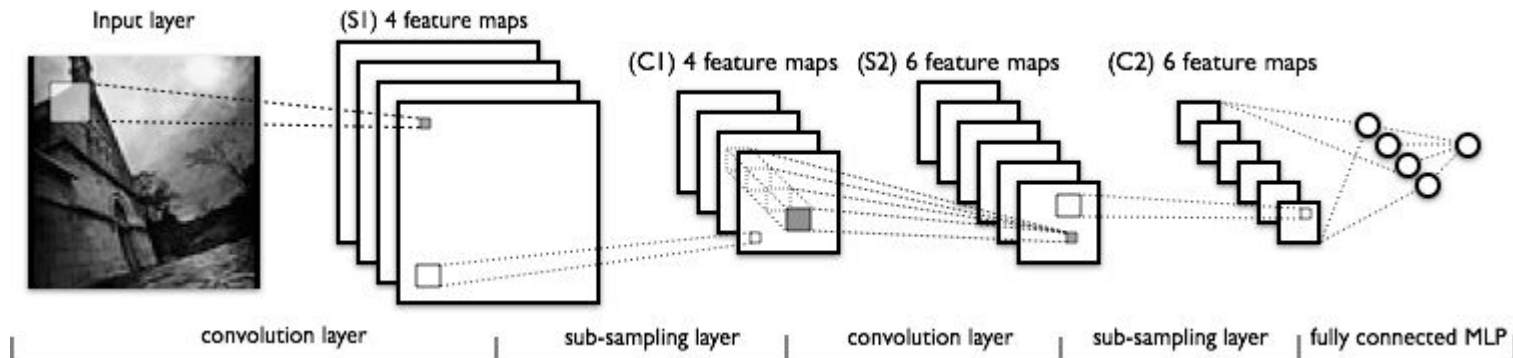 Input layer
(S1) 4 feature maps
(C1) 4 feature maps
(S2) 6 feature maps
(C2) 6 feature maps
convolution layer
sub-sampling layer
convolution layer
sub-sampling layer
fully connected MLP